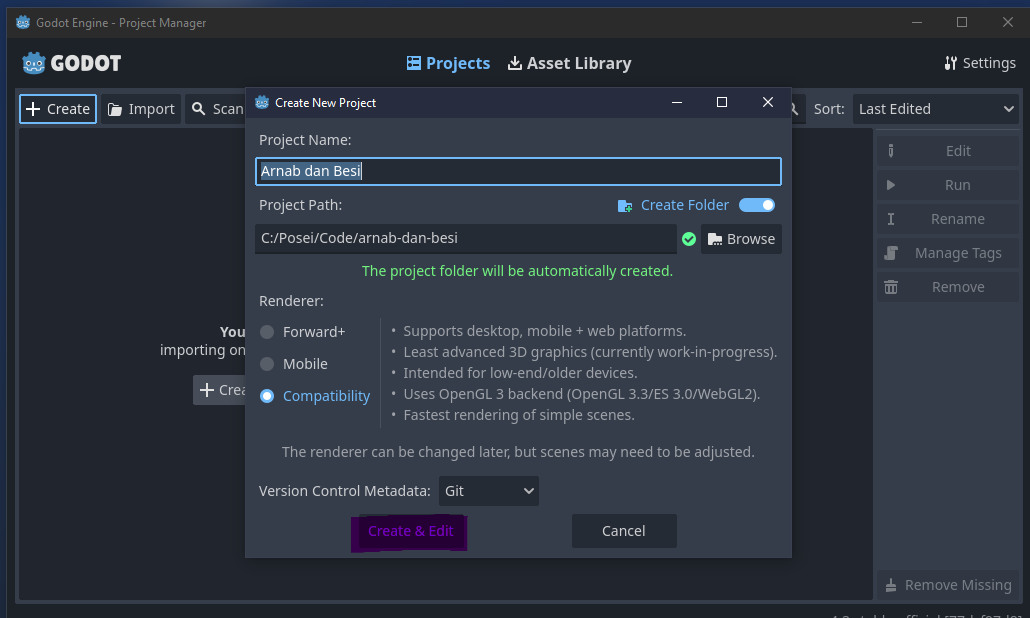 Godot Engine - Project Manager
GODOT
Projects
Asset Library
Settings
Create
Import
Scan
Sort:
Last Edited
Create New Project
Project Name:
Arnab dan Besi
Project Path:
Create Folder
C:/Posei/Code/arnab-dan-besi
Browse
The project folder will be automatically created.
Renderer:
Forward+
Mobile
Compatibility
• Supports desktop, mobile + web platforms.
• Least advanced 3D graphics (currently work-in-progress).
• Intended for low-end/older devices.
• Uses OpenGL 3 backend (OpenGL 3.3/ES 3.0/WebGL2).
• Fastest rendering of simple scenes.
The renderer can be changed later, but scenes may need to be adjusted.
Version Control Metadata:
Git
Create & Edit
Cancel
You
importing on
Crea
Edit
Run
Rename
Manage Tags
Remove
Remove Missing